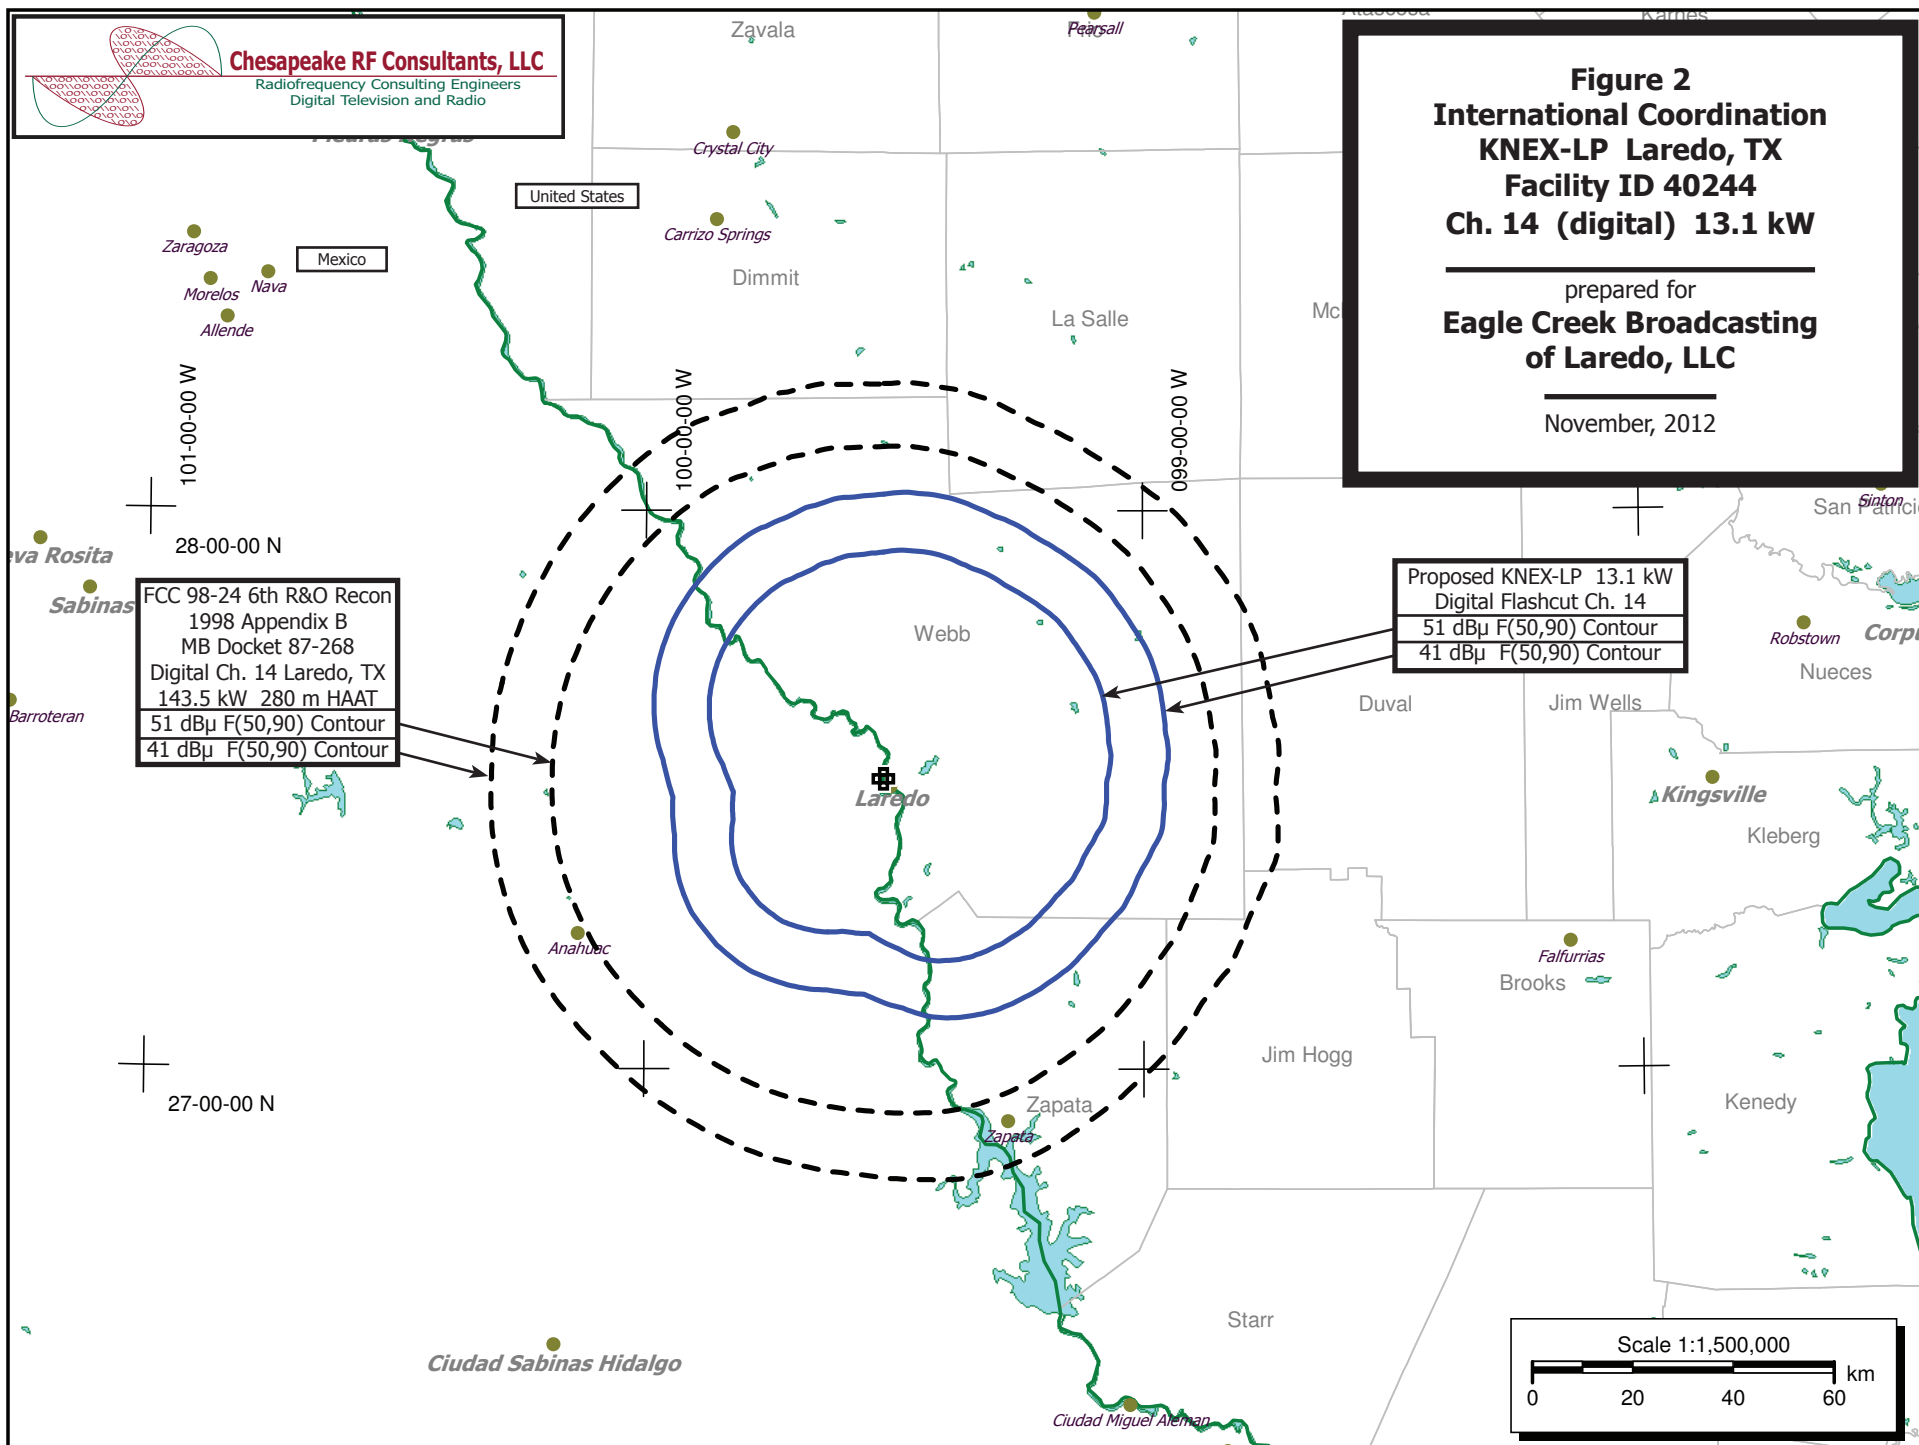 Chesapeake RF Consultants, LLC
Radiofrequency Consulting Engineers
Digital Television and Radio
Figure 2
International Coordination
KNEX-LP Laredo, TX
Facility ID 40244
Ch. 14 (digital) 13.1 kW
prepared for
Eagle Creek Broadcasting
of Laredo, LLC
November, 2012
Zavala
Pearsall
Karnes
Crystal City
United States
Carrizo Springs
Zaragoza
Mexico
Morelos
Nava
Allende
Dimmit
La Salle
101-00-00 W
100-00-00 W
099-00-00 W
28-00-00 N
Sinton
Sabinas
FCC 98-24 6th R&O Recon
1998 Appendix B
MB Docket 87-268
Digital Ch. 14 Laredo, TX
143.5 kW 280 m HAAT
51 dBµ F(50,90) Contour
41 dBµ F(50,90) Contour
Proposed KNEX-LP 13.1 kW
Digital Flashcut Ch. 14
51 dBµ F(50,90) Contour
41 dBµ F(50,90) Contour
Webb
Robstown
Nueces
Duval
Jim Wells
Barroteran
Laredo
Kingsville
Kleberg
Anahuac
Falfurrias
Brooks
Jim Hogg
Zapata
Zapata
Kenedy
27-00-00 N
Starr
Ciudad Sabinas Hidalgo
Ciudad Miguel Aleman
Scale 1:1,500,000
km
0 20 40 60